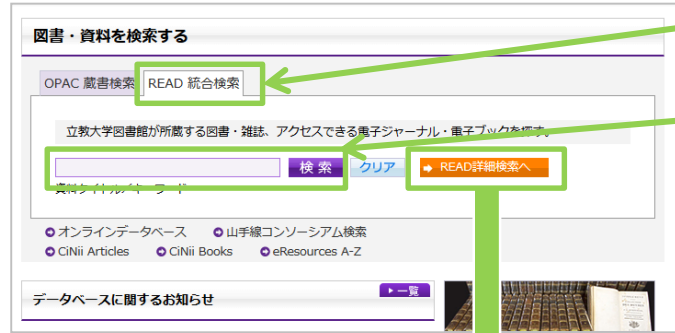 図書・資料を検索する
OPAC 蔵書検索 READ 統合検索
立教大学図書館が所蔵する図書・雑誌、アクセスできる電子ジャーナル・電子ブックを探す。
検 索 クリア READ詳細検索へ
オンラインデータベース 山手線コンソーシアム検索
CiNii Articles CiNii Books eResources A-Z
データベースに関するお知らせ 一覧